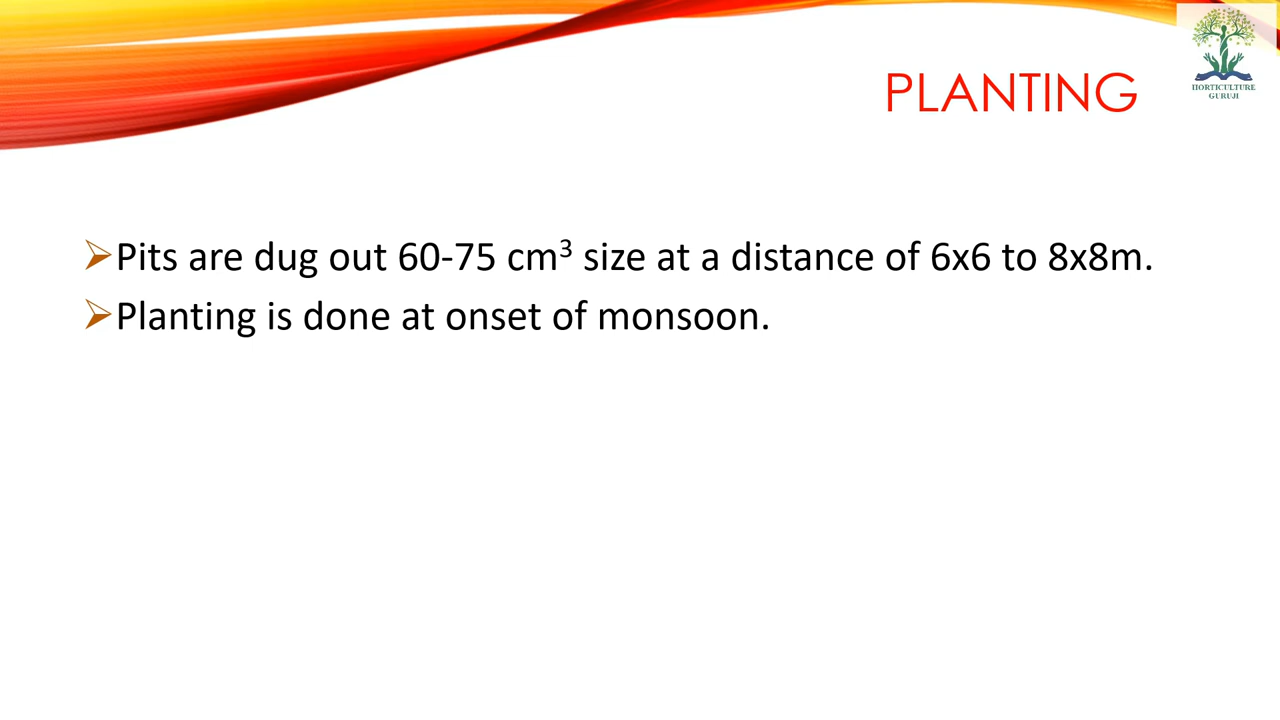 PLANTING
HORTICULTURE
GURUJI
➢Pits are dug out 60-75 cm³ size at a distance of 6x6 to 8x8m.
➢Planting is done at onset of monsoon.